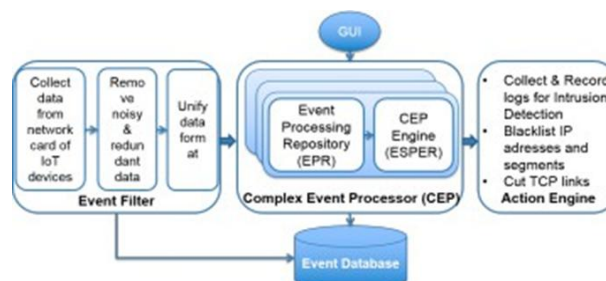 GUI
Collect
data
from
network
card of
IoT
devices
Remo
ve
noisy
&
redun
dant
data
Unify
data
form
at
Event Filter
Event
Processing
Repository
(EPR)
CEP
Engine
(ESPER)
Complex Event Processor (CEP)
• Collect & Record
logs for Intrusion
Detection
• Blacklist IP
adresses and
segments
• Cut TCP links
Action Engine
Event Database